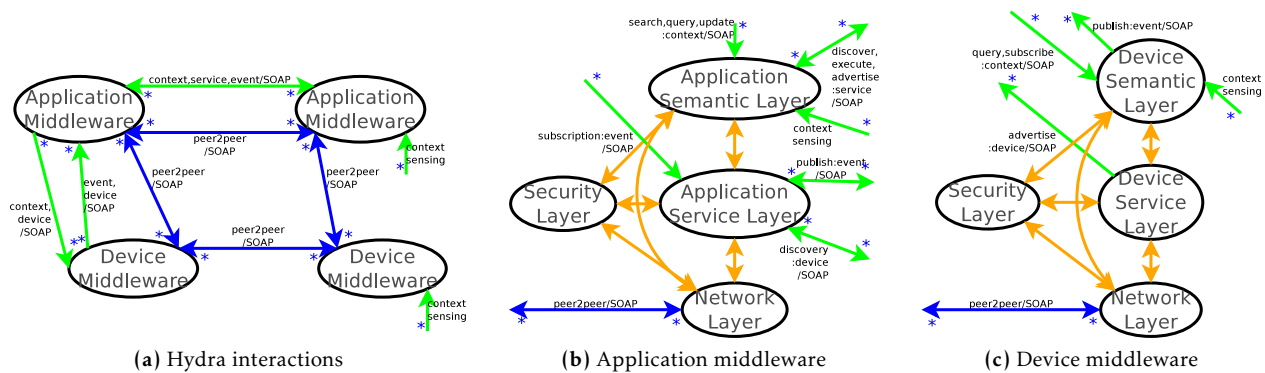 context,service,event/SOAP
*
*
Application
Middleware
Application
Middleware
*
*
*
*
*
*
*
peer2peer
/SOAP
context
sensing
*
peer2peer
/SOAP
peer2peer
/SOAP
event,
device
/SOAP
context,
device
/SOAP
peer2peer
/SOAP
*
*
*
*
*
*
*
Device
Middleware
Device
Middleware
context
sensing
*
(a) Hydra interactions
search,query,update
:context/SOAP
*
*
*
discover,
execute,
advertise
:service
/SOAP
Application
Semantic Layer
*
*
context
sensing
subscription:event
/SOAP
publish:event
/SOAP
*
*
Security
Layer
Application
Service Layer
*
*
discovery
:device
/SOAP
peer2peer/SOAP
*
*
Network
Layer
(b) Application middleware
*
*
publish:event/SOAP
query,subscribe
:context/SOAP
*
Device
Semantic
Layer
context
sensing
*
advertise
:device/SOAP
Security
Layer
Device
Service
Layer
peer2peer/SOAP
*
*
Network
Layer
(c) Device middleware